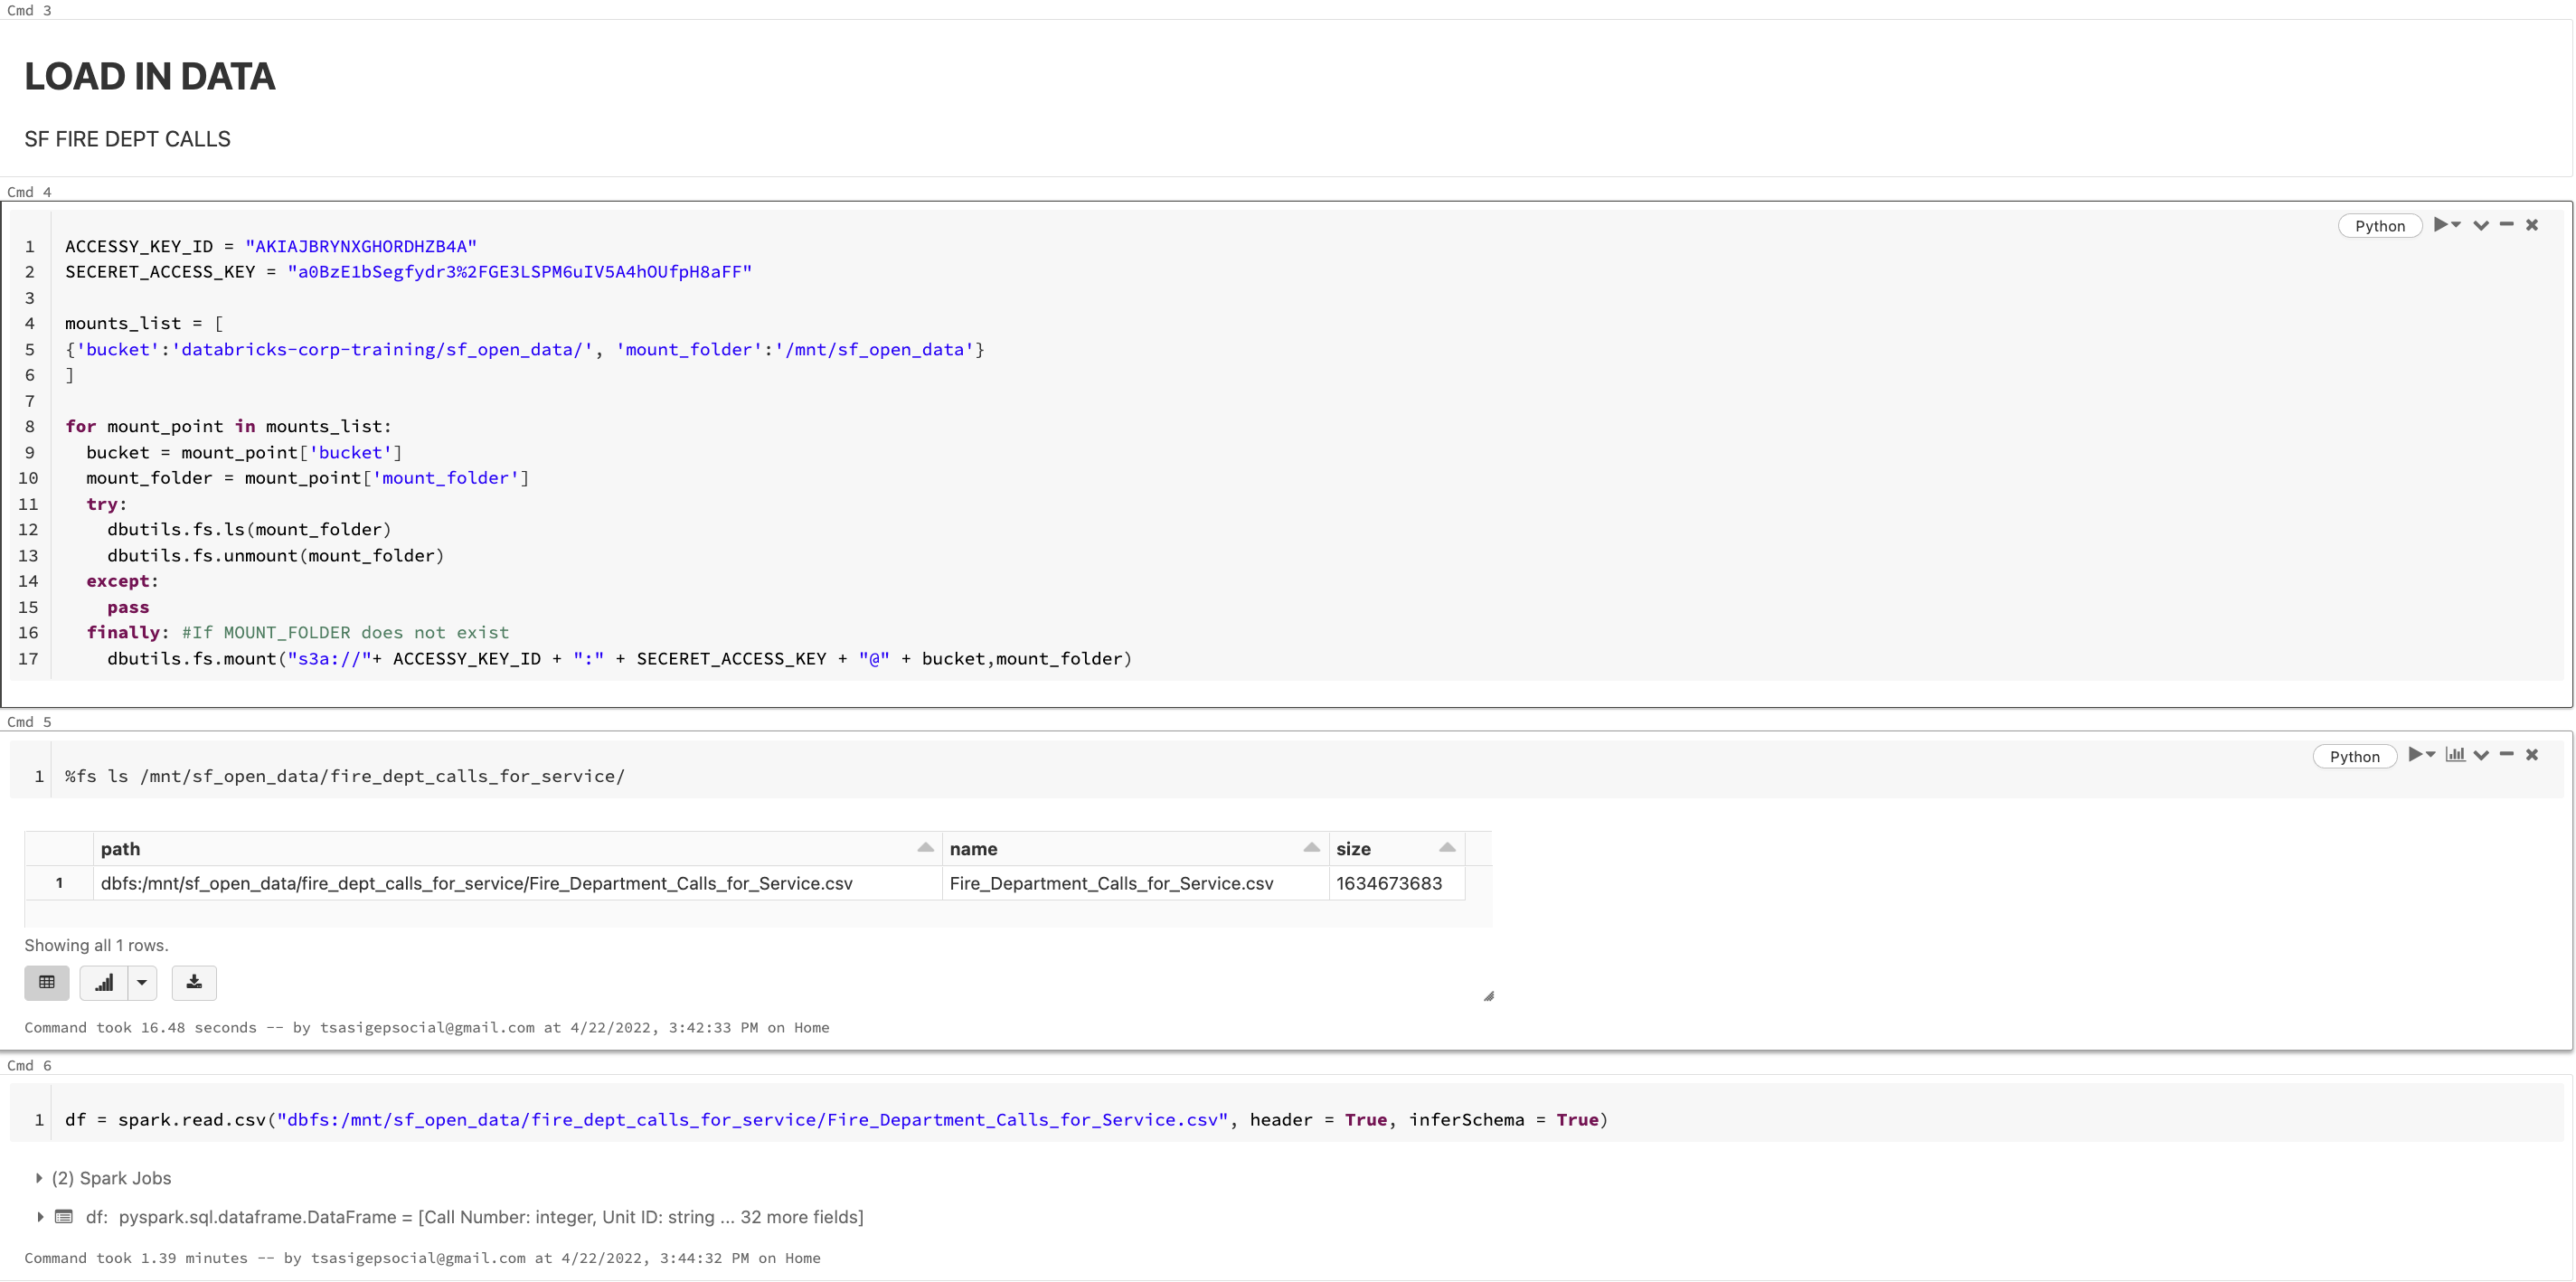 Cmd 3
LOAD IN DATA
SF FIRE DEPT CALLS
Cmd 4
Python
1 ACCESSY_KEY_ID = "AKIAJBRYNXGHORDHZB4A"
2 SECERET_ACCESS_KEY = "a0BzE1bSegfydr3%2FGE3LSPM6uIV5A4hOUfpH8aFF"
3
4 mounts_list = [
5 {'bucket':'databricks-corp-training/sf_open_data/', 'mount_folder':'/mnt/sf_open_data'}
6 ]
7
8 for mount_point in mounts_list:
9   bucket = mount_point['bucket']
10   mount_folder = mount_point['mount_folder']
11   try:
12     dbutils.fs.ls(mount_folder)
13     dbutils.fs.unmount(mount_folder)
14   except:
15     pass
16   finally: #If MOUNT_FOLDER does not exist
17     dbutils.fs.mount("s3a://"+ ACCESSY_KEY_ID + ":" + SECERET_ACCESS_KEY + "@" + bucket,mount_folder)
Cmd 5
Python
1 %fs ls /mnt/sf_open_data/fire_dept_calls_for_service/
path name size
1 dbfs:/mnt/sf_open_data/fire_dept_calls_for_service/Fire_Department_Calls_for_Service.csv Fire_Department_Calls_for_Service.csv 1634673683
Showing all 1 rows.
Command took 16.48 seconds -- by tsasigepsocial@gmail.com at 4/22/2022, 3:42:33 PM on Home
Cmd 6
1 df = spark.read.csv("dbfs:/mnt/sf_open_data/fire_dept_calls_for_service/Fire_Department_Calls_for_Service.csv", header = True, inferSchema = True)
(2) Spark Jobs
df: pyspark.sql.dataframe.DataFrame = [Call Number: integer, Unit ID: string ... 32 more fields]
Command took 1.39 minutes -- by tsasigepsocial@gmail.com at 4/22/2022, 3:44:32 PM on Home